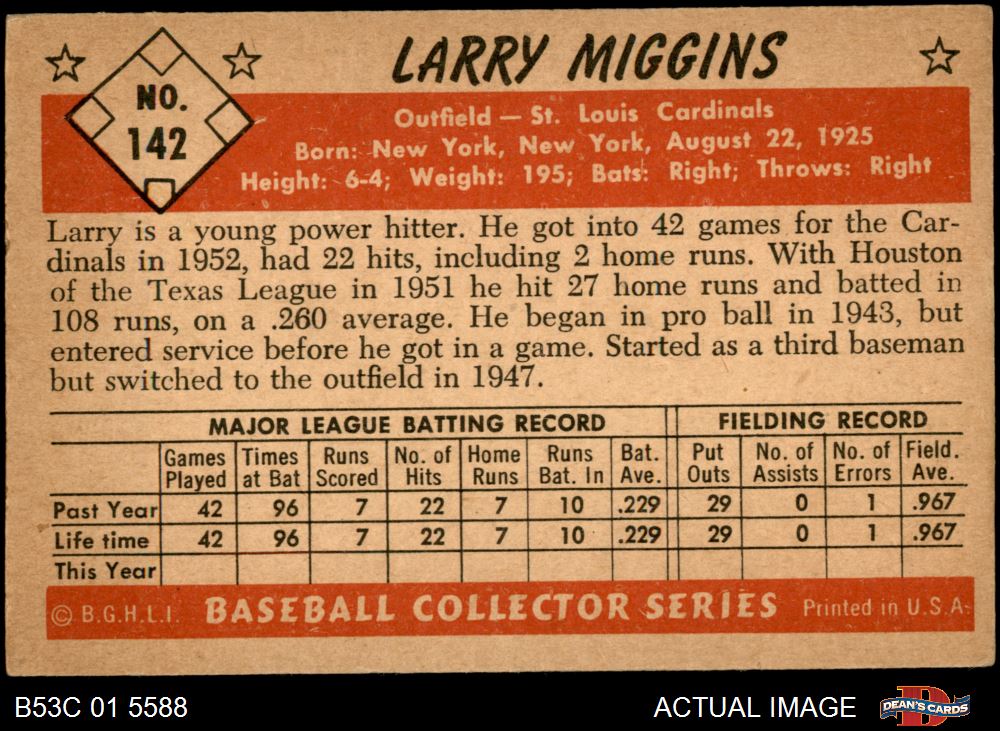 LARRY MIGGINS
NO.
142
Outfield — St. Louis Cardinals
Born: New York, New York, August 22, 1925
Height: 6-4; Weight: 195; Bats: Right; Throws: Right
Larry is a young power hitter. He got into 42 games for the Car-
dinals in 1952, had 22 hits, including 2 home runs. With Houston
of the Texas League in 1951 he hit 27 home runs and batted in
108 runs, on a .260 average. He began in pro ball in 1943, but
entered service before he got in a game. Started as a third baseman
but switched to the outfield in 1947.
MAJOR LEAGUE BATTING RECORD FIELDING RECORD
Games Times Runs No. of Home Runs Bat. Put No. of No. of Field.
Played at Bat Scored Hits Runs Bat. In Ave. Outs Assists Errors Ave.
Past Year 42 96 7 22 7 10 .229 29 0 1 .967
Life time 42 96 7 22 7 10 .229 29 0 1 .967
This Year
© B.G.H.L.I. BASEBALL COLLECTOR SERIES Printed in U.S.A.
B53C 01 5588 ACTUAL IMAGE D DEAN'S CARDS